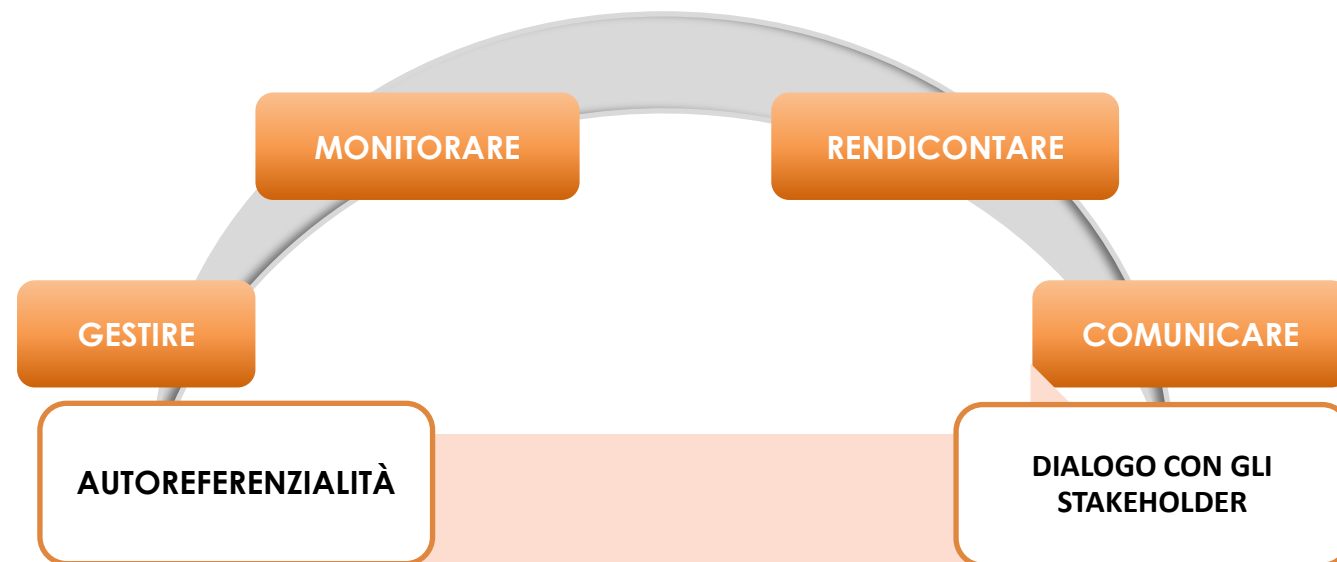 MONITORARE
RENDICONTARE
GESTIRE
COMUNICARE
AUTOREFERENZIALITÀ
DIALOGO CON GLI
STAKEHOLDER